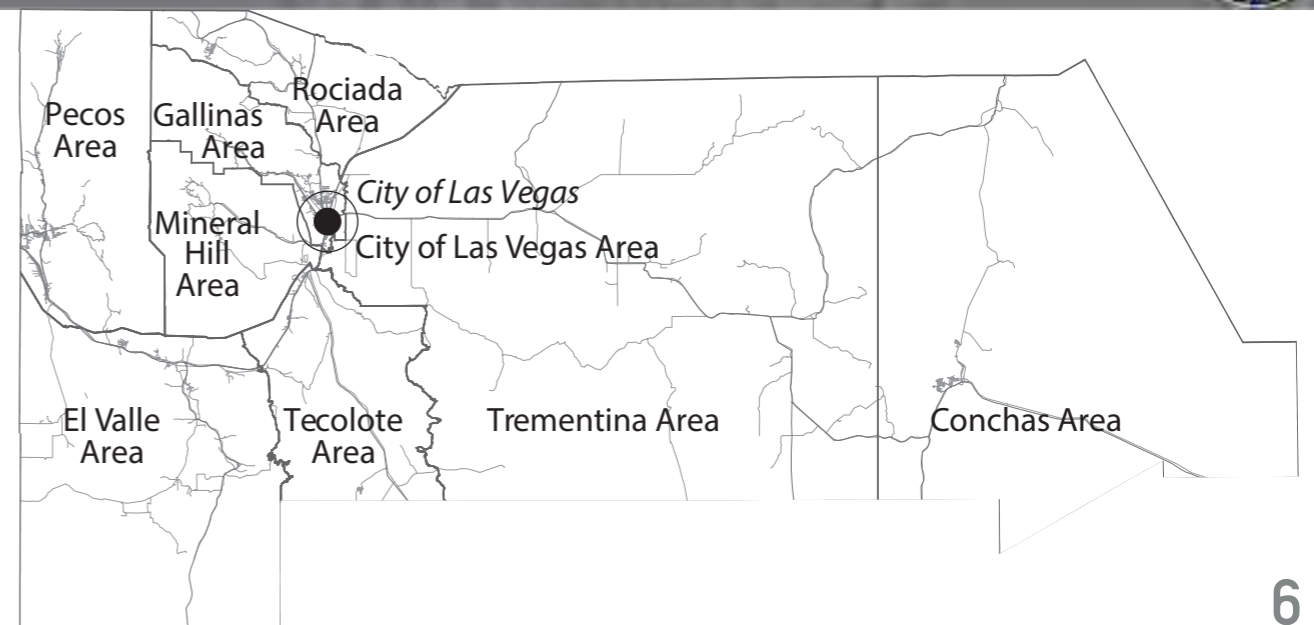 Pecos
Area
Gallinas
Area
Rociada
Area
City of Las Vegas
Mineral
Hill
Area
City of Las Vegas Area
El Valle
Area
Tecolote
Area
Trementina Area
Conchas Area
6